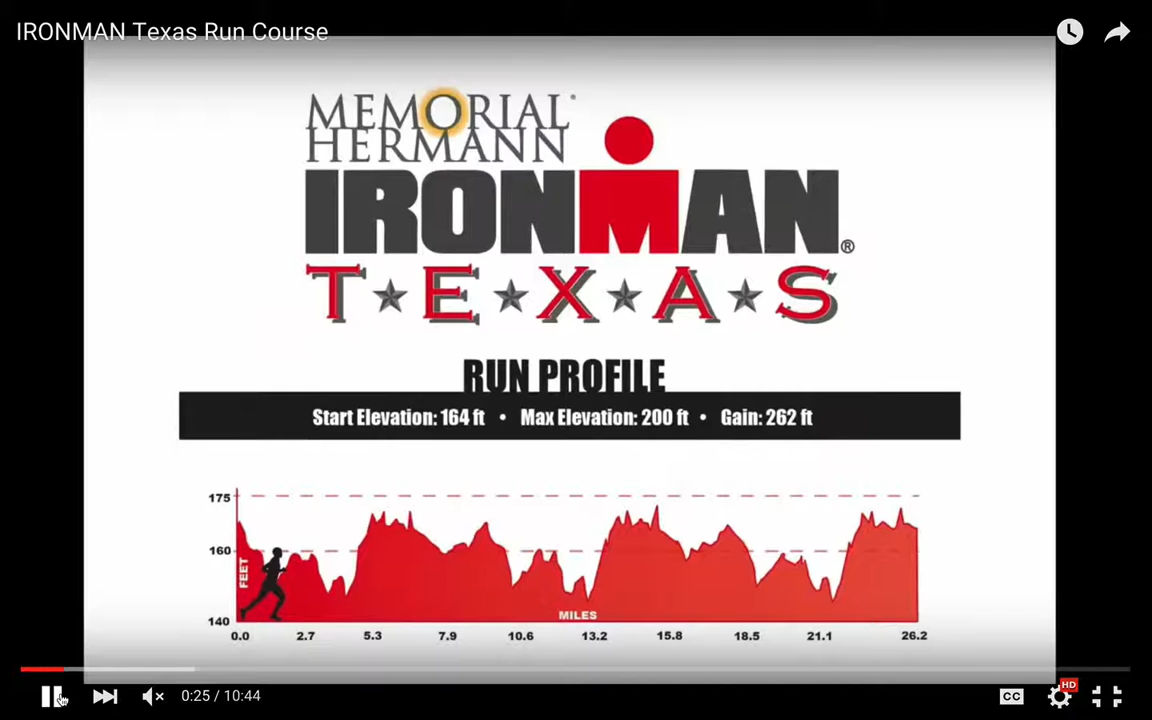 IRONMAN Texas Run Course
MEMORIAL
HERMANN
IRONMAN®
T★E★X★A★S
RUN PROFILE
Start Elevation: 164 ft • Max Elevation: 200 ft • Gain: 262 ft
175
160
140
FEET
MILES
0.0 2.7 5.3 7.9 10.6 13.2 15.8 18.5 21.1 26.2
0:25 / 10:44
CC
HD